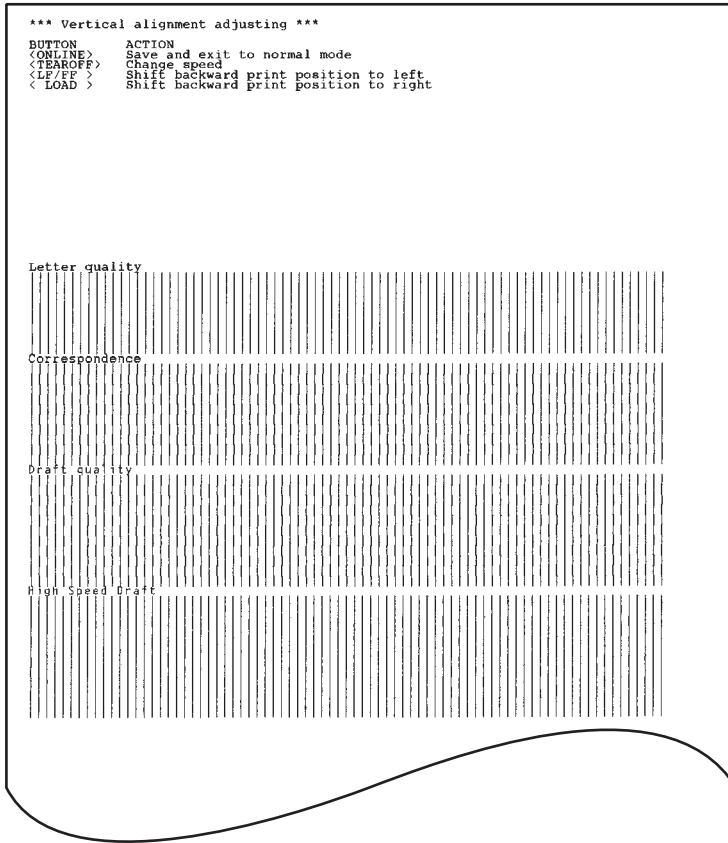 *** Vertical alignment adjusting ***
BUTTON ACTION
<ONLINE> Save and exit to normal mode
<TEAROFF> Change speed
<LF/FF > Shift backward print position to left
< LOAD > Shift backward print position to right
Letter quality
Correspondence
Draft quality
High Speed Draft